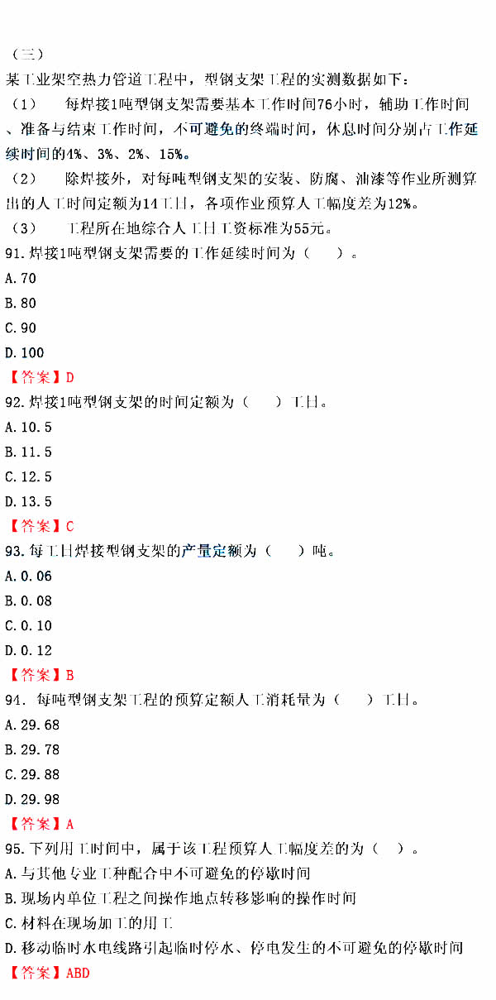 （三）
某工业架空热力管道工程中，型钢支架工程的实测数据如下：
（1） 每焊接1吨型钢支架需要基本工作时间76小时，辅助工作时间
、准备与结束工作时间，不可避免的终端时间，休息时间分别占工作延
续时间的4%、3%、2%、15%。
（2） 除焊接外，对每吨型钢支架的安装、防腐、油漆等作业所测算
出的人工时间定额为14工日，各项作业预算人工幅度差为12%。
（3） 工程所在地综合人工日工资标准为55元。
91.焊接1吨型钢支架需要的工作延续时间为（ ）。
A.70
B.80
C.90
D.100
【答案】D
92.焊接1吨型钢支架的时间定额为（ ）工日。
A.10.5
B.11.5
C.12.5
D.13.5
【答案】C
93.每工日焊接型钢支架的产量定额为（ ）吨。
A.0.06
B.0.08
C.0.10
D.0.12
【答案】B
94．每吨型钢支架工程的预算定额人工消耗量为（ ）工日。
A.29.68
B.29.78
C.29.88
D.29.98
【答案】A
95.下列用工时间中，属于该工程预算人工幅度差的为（ ）。
A.与其他专业工种配合中不可避免的停歇时间
B.现场内单位工程之间操作地点转移影响的操作时间
C.材料在现场加工的用工
D.移动临时水电线路引起临时停水、停电发生的不可避免的停歇时间
【答案】ABD